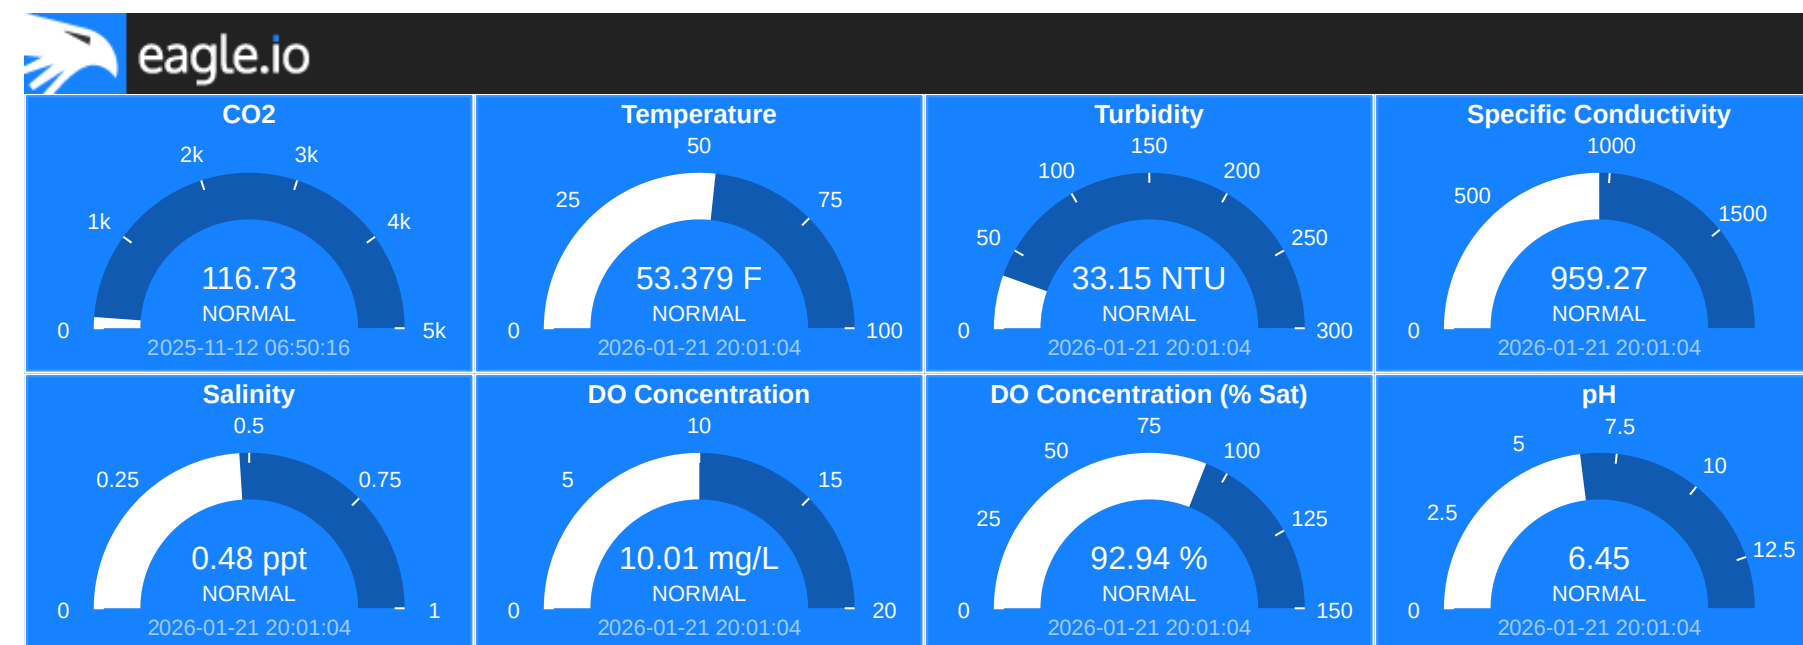 eagle.io
CO2
2k 3k
1k 4k
116.73
NORMAL
0 5k
2025-11-12 06:50:16
Temperature
50
25 75
53.379 F
NORMAL
0 100
2026-01-21 20:01:04
Turbidity
150
100 200
50 250
33.15 NTU
NORMAL
0 300
2026-01-21 20:01:04
Specific Conductivity
1000
500 1500
959.27
NORMAL
0
2026-01-21 20:01:04
Salinity
0.5
0.25 0.75
0.48 ppt
NORMAL
0 1
2026-01-21 20:01:04
DO Concentration
10
5 15
10.01 mg/L
NORMAL
0 20
2026-01-21 20:01:04
DO Concentration (% Sat)
75
50 100
25 125
92.94 %
NORMAL
0 150
2026-01-21 20:01:04
pH
7.5
5 10
2.5 12.5
6.45
NORMAL
0
2026-01-21 20:01:04